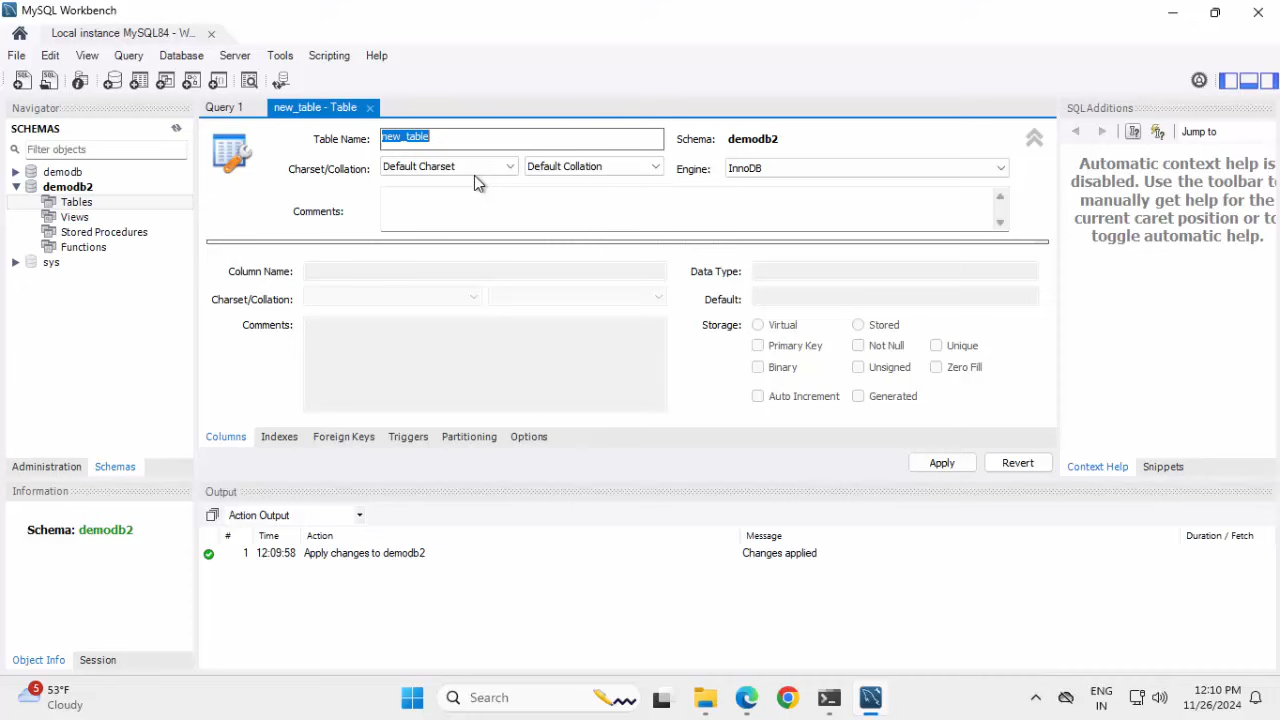 MySQL Workbench
Local instance MySQL84 - W...
File Edit View Query Database Server Tools Scripting Help
Navigator
SCHEMAS
Filter objects
demodb
demodb2
Tables
Views
Stored Procedures
Functions
sys
Administration Schemas
Information
Schema: demodb2
Object Info Session
Query 1 new_table - Table
Table Name: new_table Schema: demodb2
Charset/Collation: Default Charset Default Collation Engine: InnoDB
Comments:
Column Name: Data Type:
Charset/Collation: Default:
Comments: Storage: Virtual Stored
Primary Key Not Null Unique
Binary Unsigned Zero Fill
Auto Increment Generated
Columns Indexes Foreign Keys Triggers Partitioning Options
Apply Revert
Output
Action Output
# Time Action Message Duration / Fetch
1 12:09:58 Apply changes to demodb2 Changes applied
SQLAdditions
Jump to
Automatic context help is
disabled. Use the toolbar t
manually get help for the
current caret position or to
toggle automatic help.
Context Help Snippets
5
53°F
Cloudy
Search
ENG
IN
12:10 PM
11/26/2024